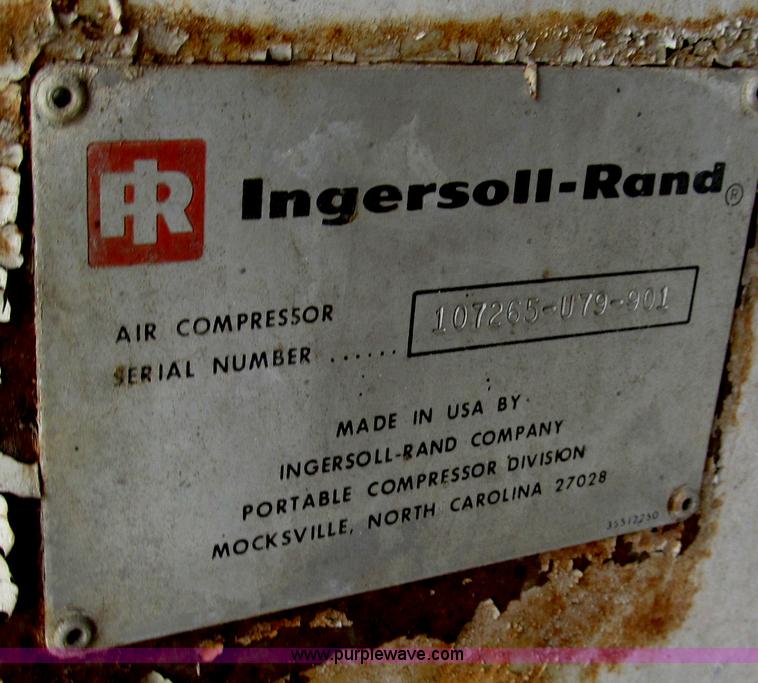 IR Ingersoll-Rand®
AIR COMPRESSOR
SERIAL NUMBER ...... 107265-U79-901
MADE IN USA BY
INGERSOLL-RAND COMPANY
PORTABLE COMPRESSOR DIVISION
MOCKSVILLE, NORTH CAROLINA 27028
35312250
www.purplewave.com